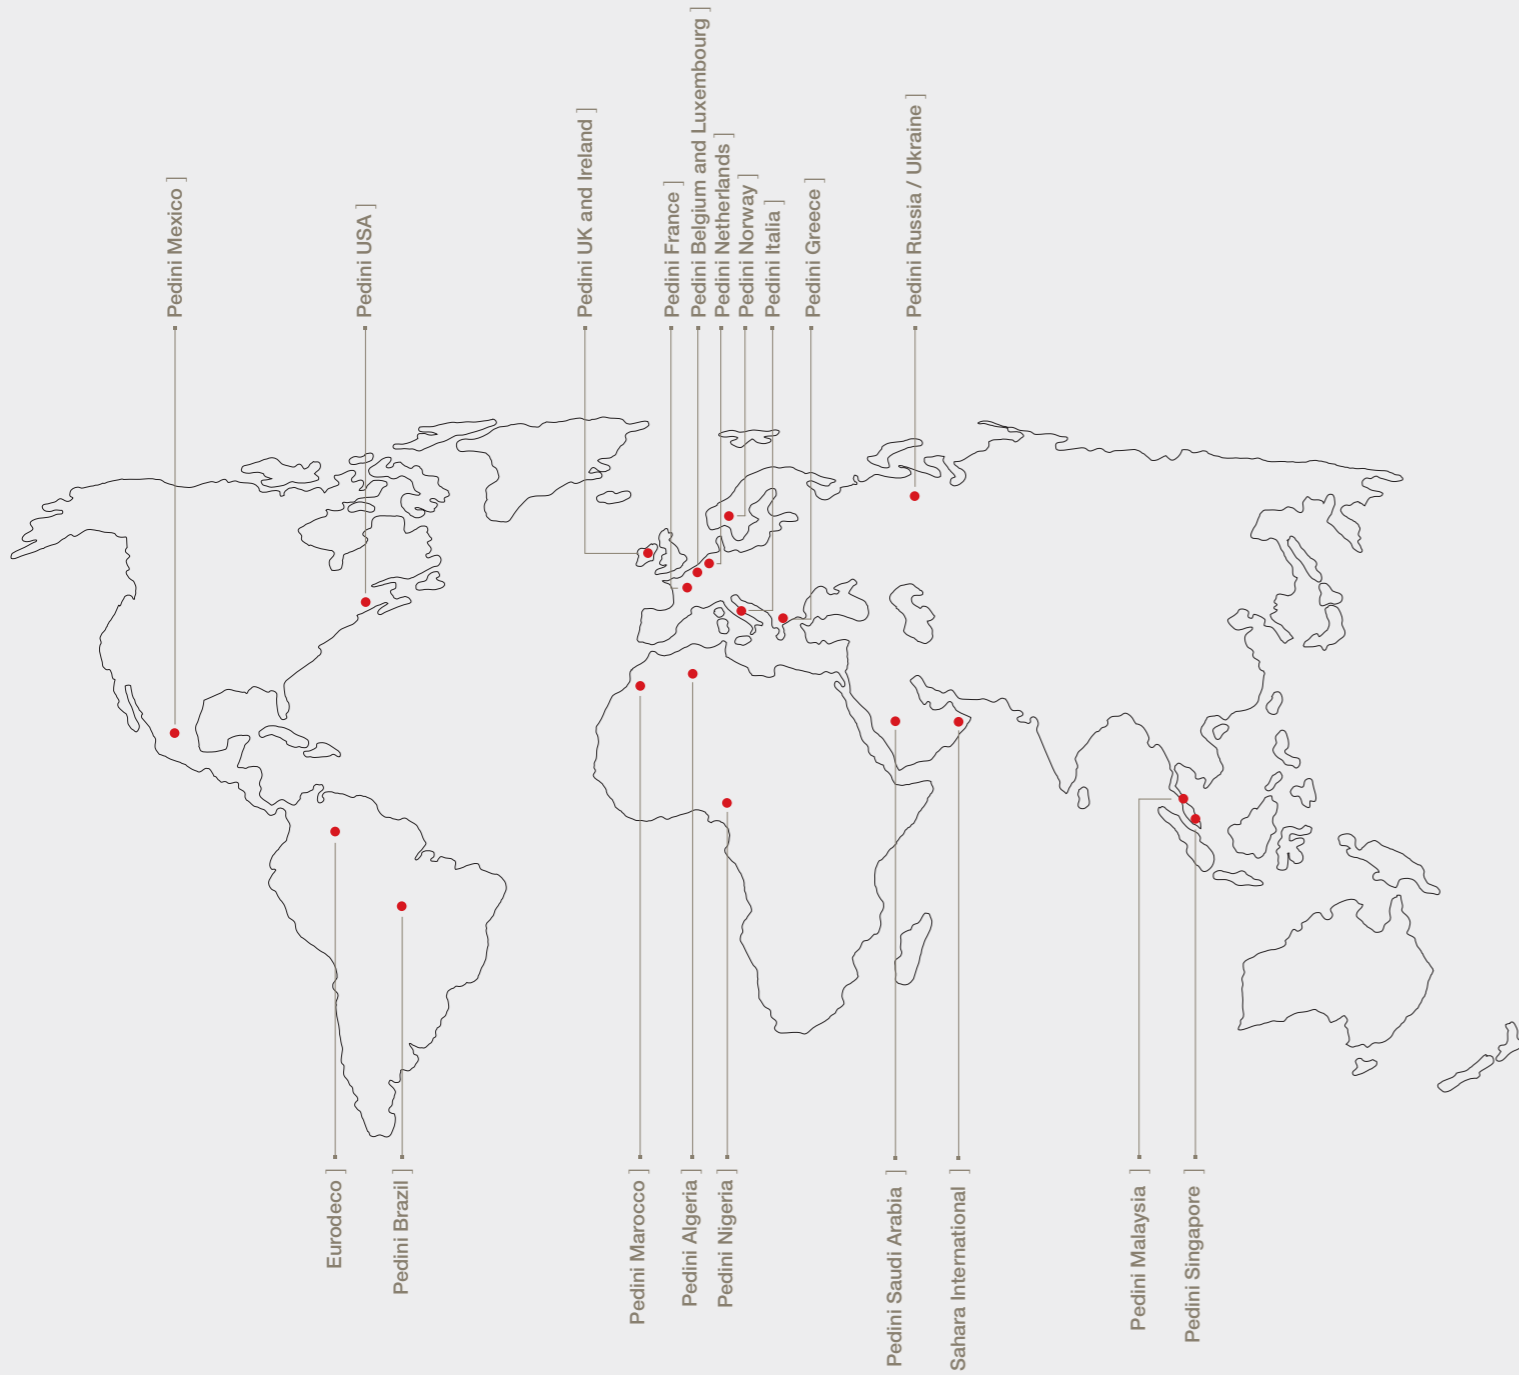 Pedini Mexico ]
Pedini USA ]
Pedini UK and Ireland ]
Pedini France ]
Pedini Belgium and Luxembourg ]
Pedini Netherlands ]
Pedini Norway ]
Pedini Italia ]
Pedini Greece ]
Pedini Russia / Ukraine ]
Eurodeco ]
Pedini Brazil ]
Pedini Marocco ]
Pedini Algeria ]
Pedini Nigeria ]
Pedini Saudi Arabia ]
Sahara International ]
Pedini Malaysia ]
Pedini Singapore ]